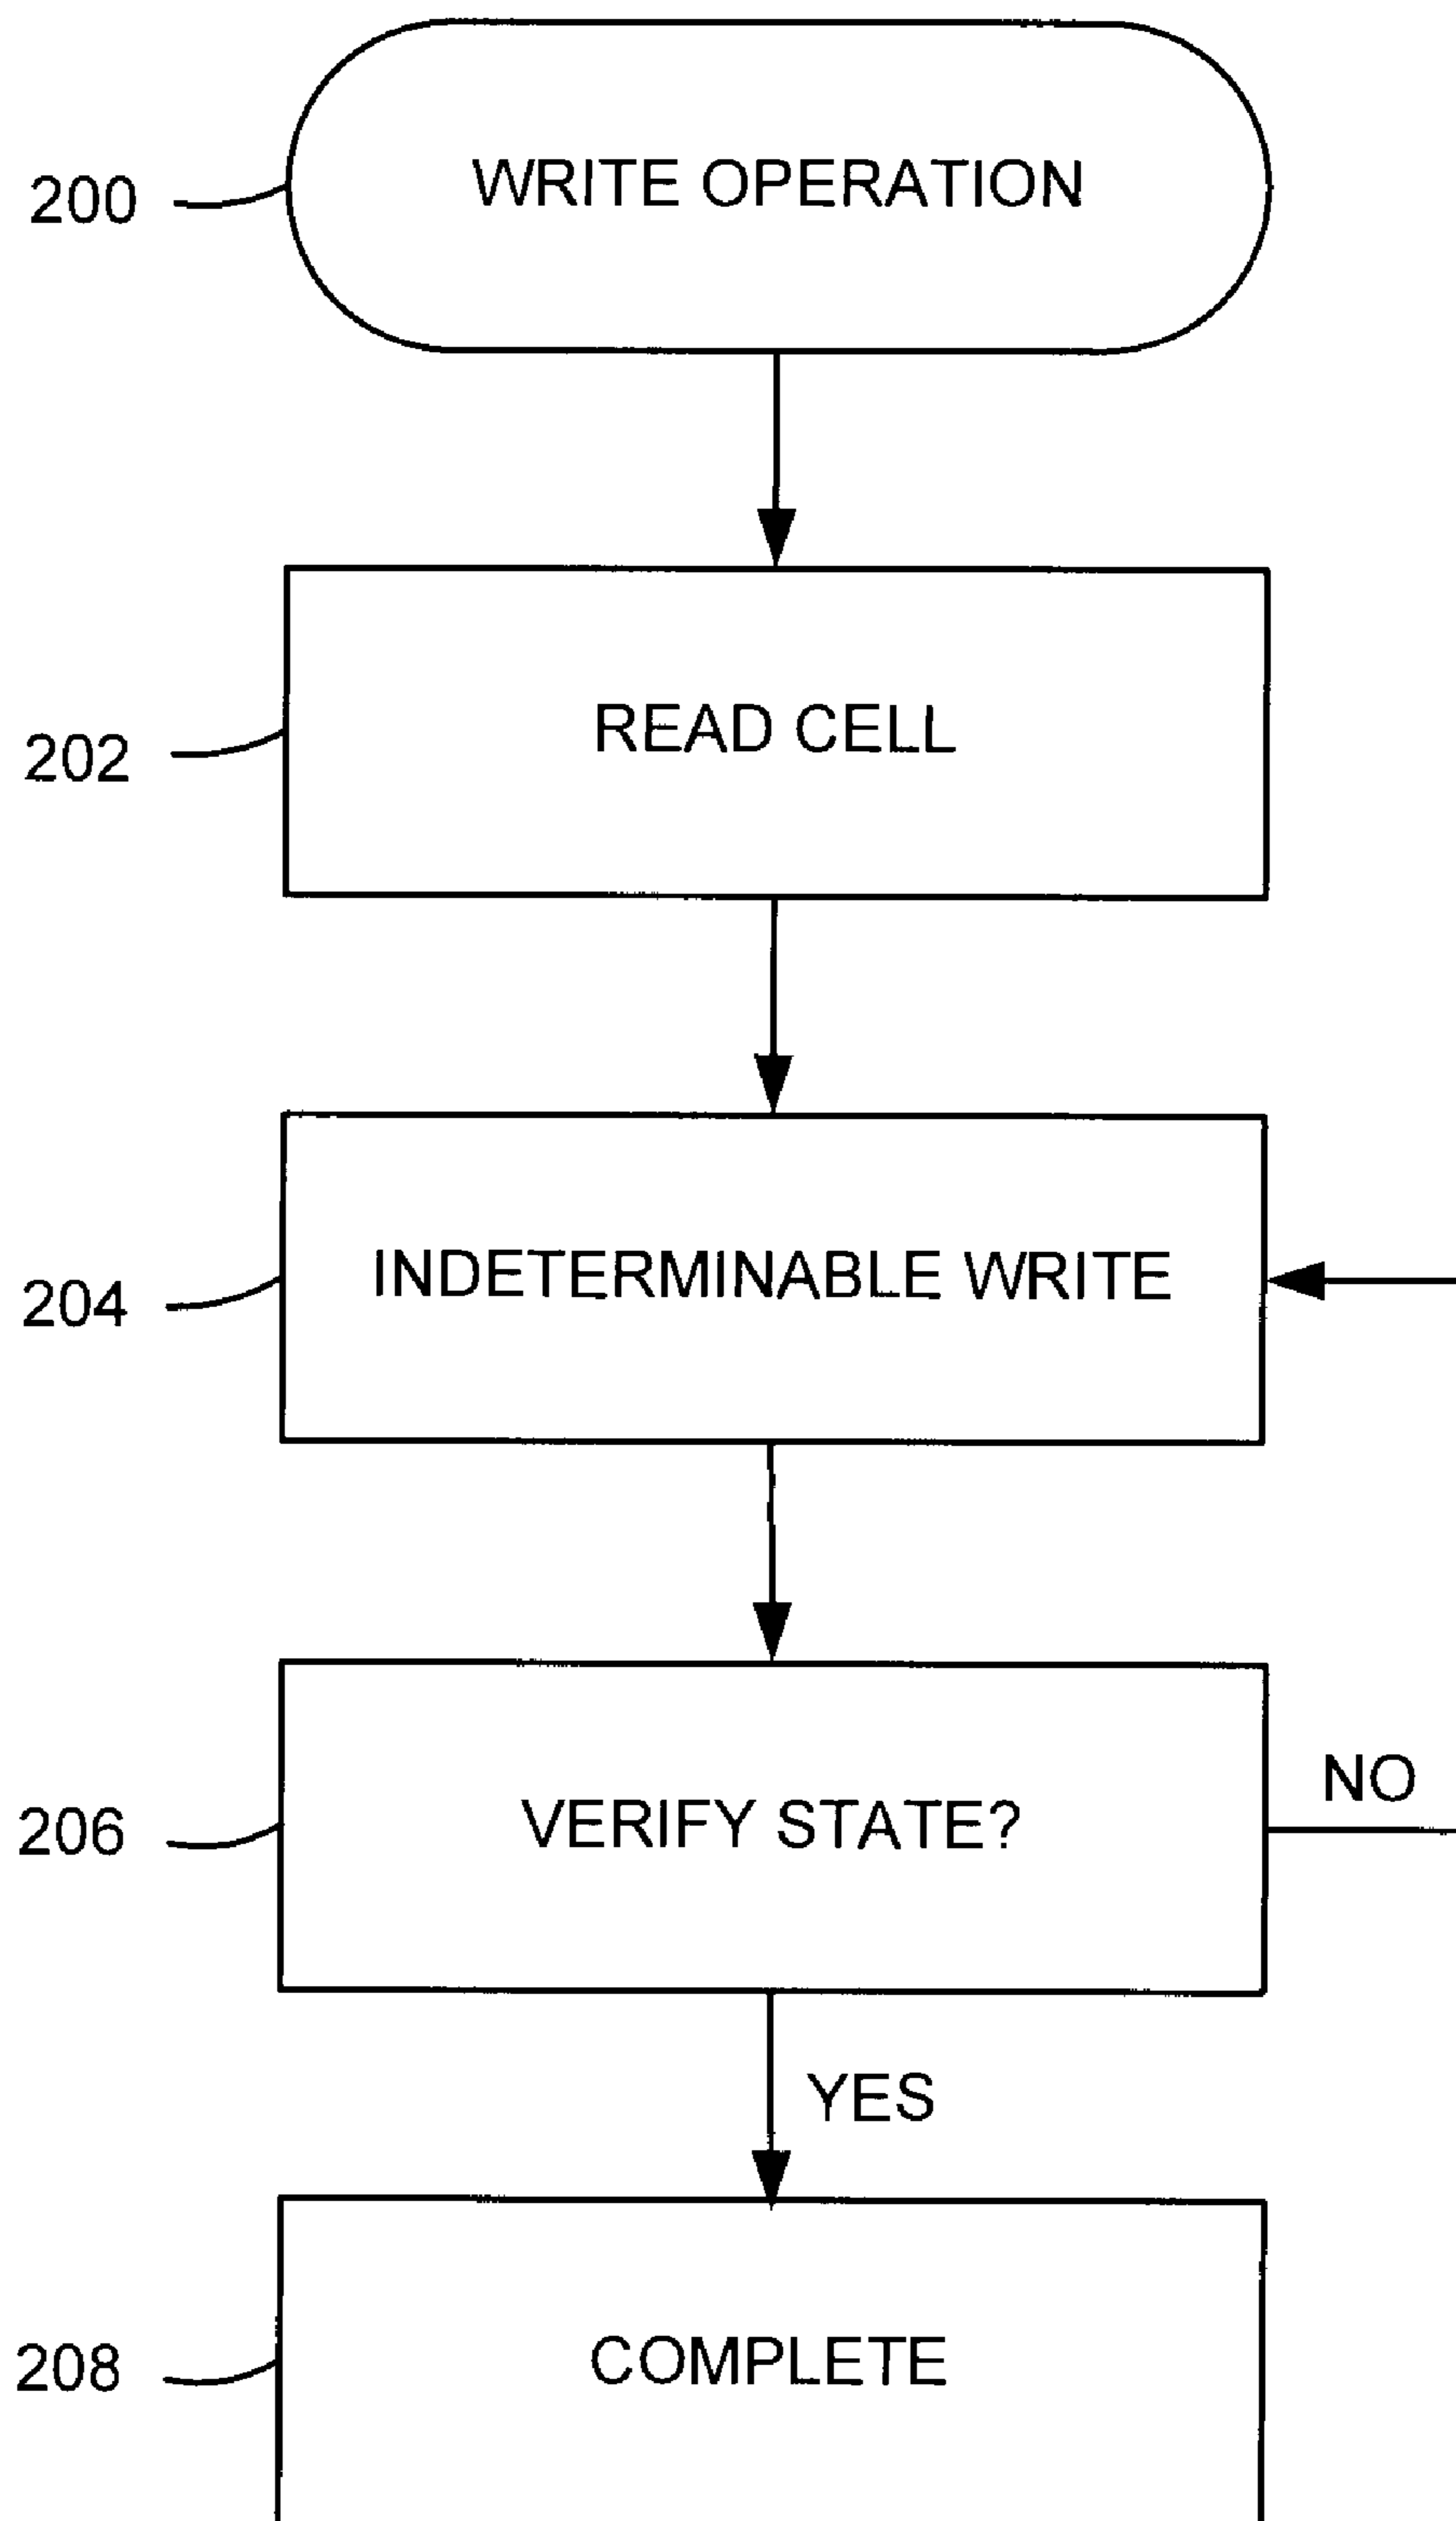 200
WRITE OPERATION
202
READ CELL
204
INDETERMINABLE WRITE
206
VERIFY STATE?
NO
YES
208
COMPLETE